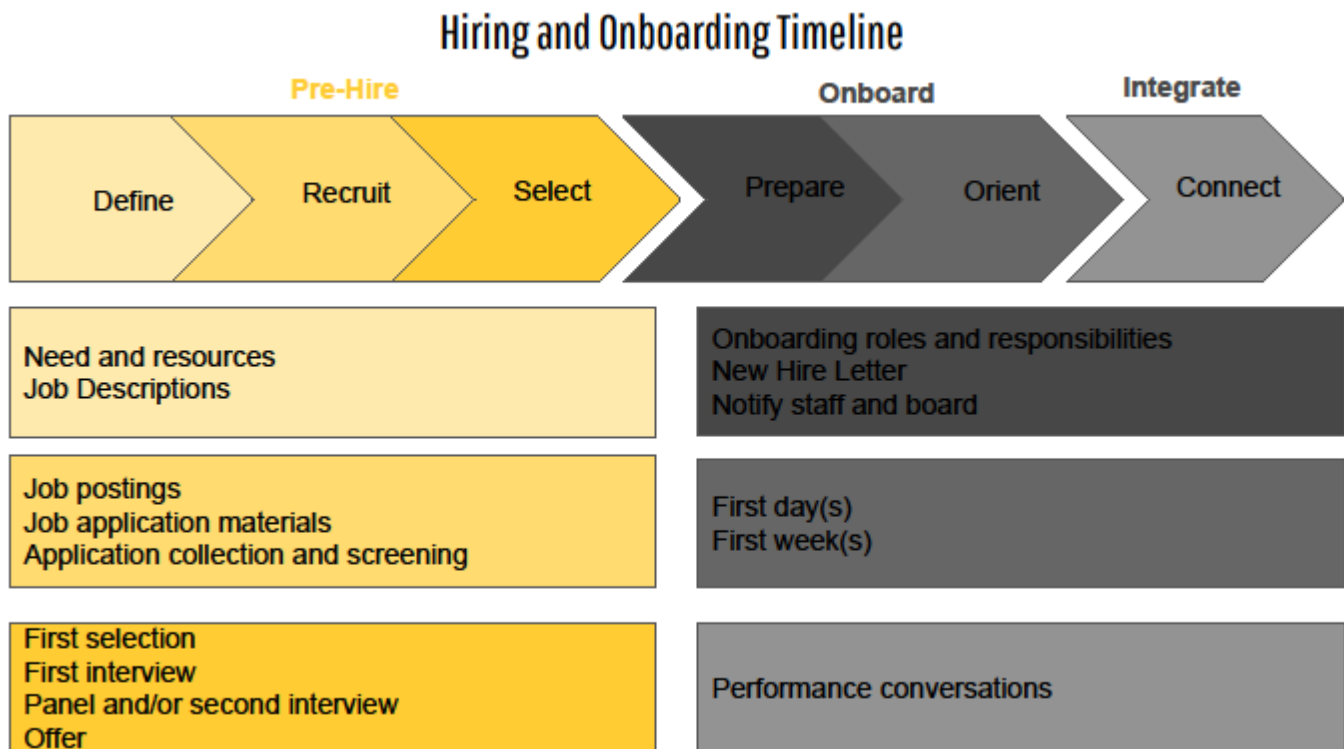 Hiring and Onboarding Timeline
Pre-Hire
Onboard
Integrate
Define
Recruit
Select
Prepare
Orient
Connect
Need and resources
Job Descriptions
Job postings
Job application materials
Application collection and screening
First selection
First interview
Panel and/or second interview
Offer
Onboarding roles and responsibilities
New Hire Letter
Notify staff and board
First day(s)
First week(s)
Performance conversations